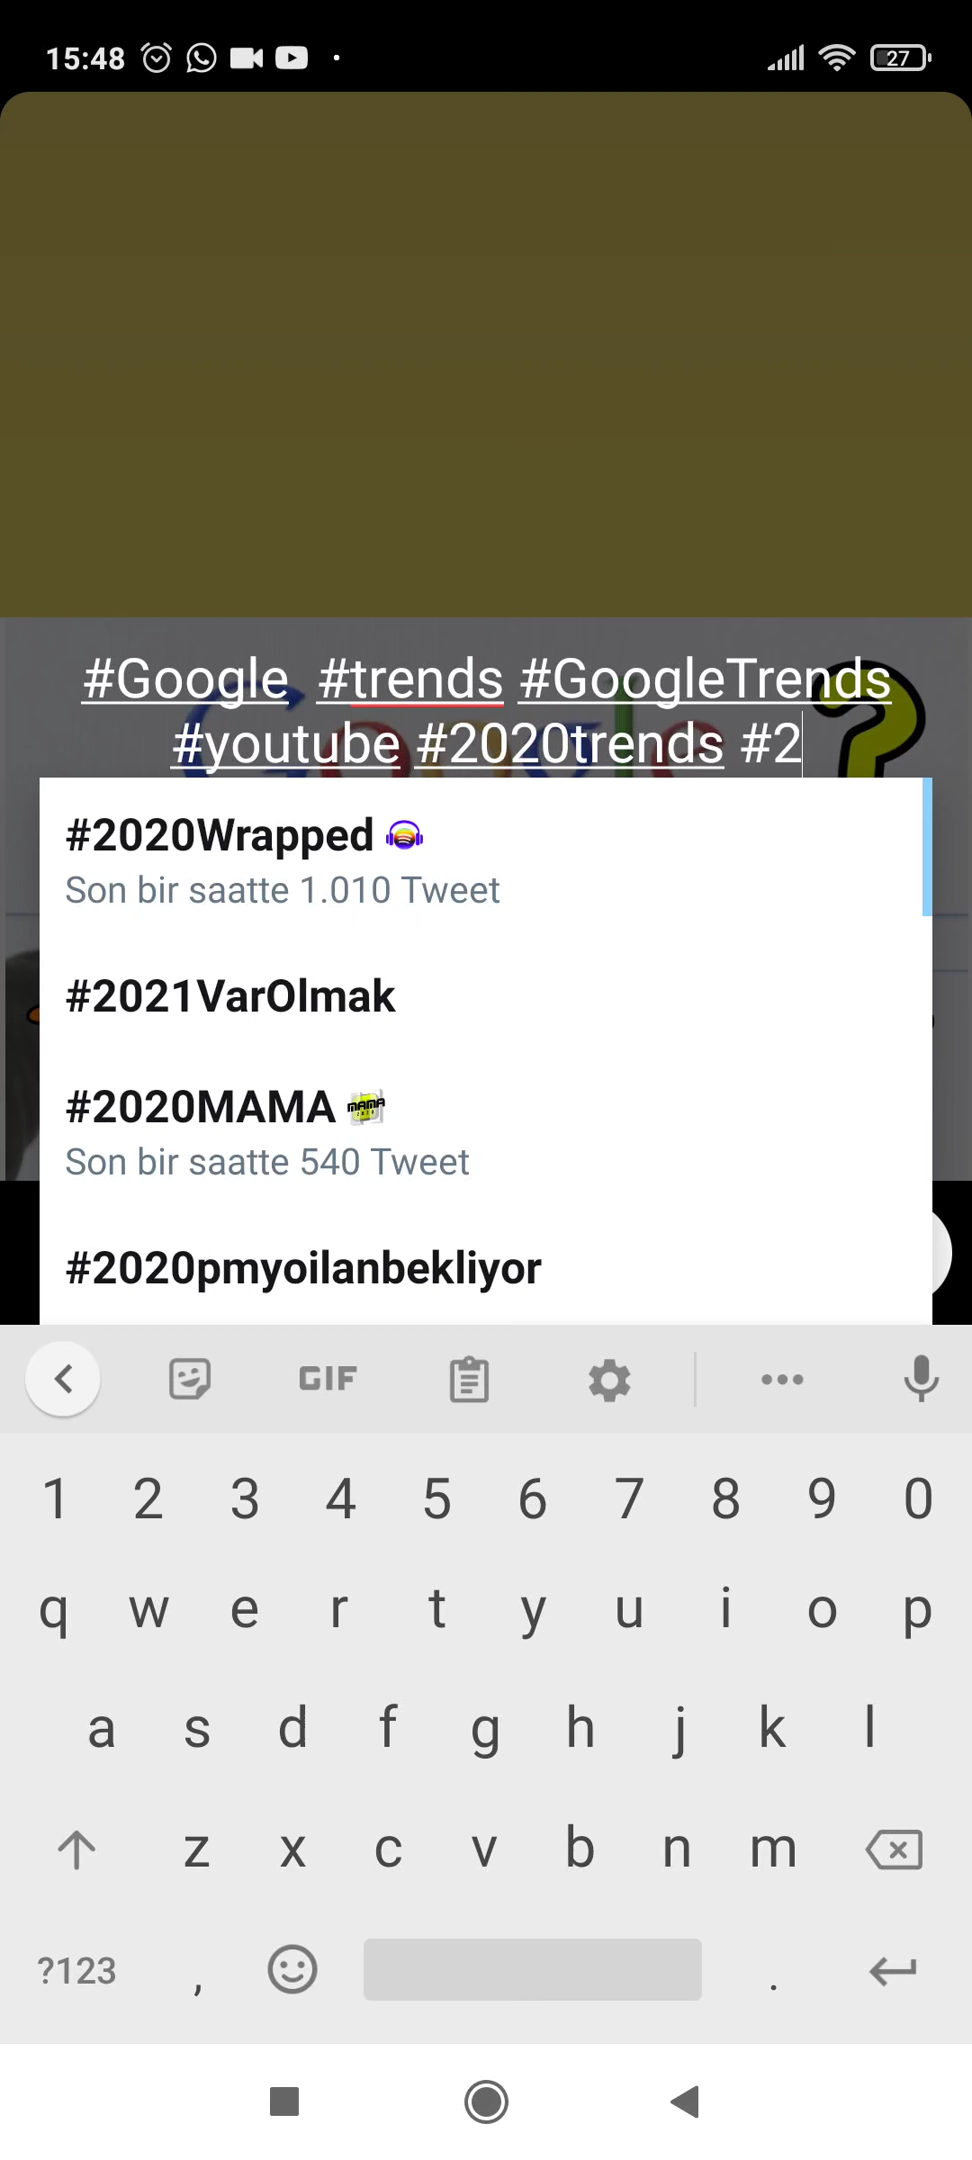 15:48
27
#Google #trends #GoogleTrends
#youtube #2020trends #2
#2020Wrapped
Son bir saatte 1.010 Tweet
#2021VarOlmak
#2020MAMA
Son bir saatte 540 Tweet
#2020pmyoilanbekliyor
GIF
1 2 3 4 5 6 7 8 9 0
q w e r t y u i o p
a s d f g h j k l
z x c v b n m
?123 , .